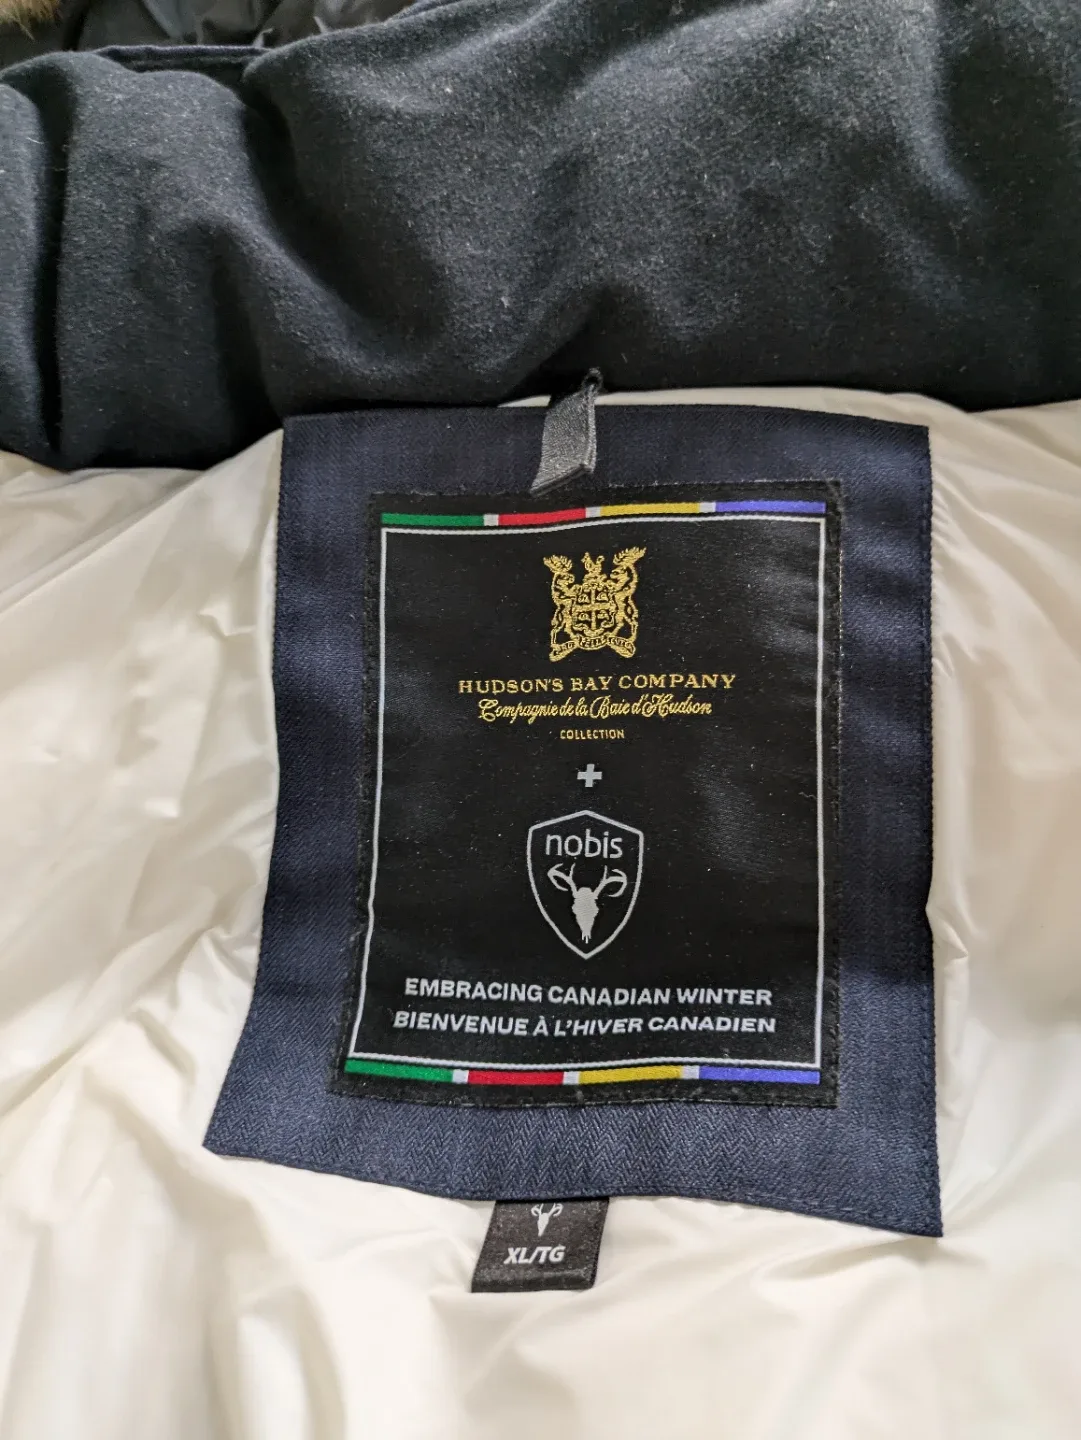 HUDSON'S BAY COMPANY
Compagnie de la Baie d'Hudson
COLLECTION
+
nobis
EMBRACING CANADIAN WINTER
BIENVENUE À L'HIVER CANADIEN
XL/TG